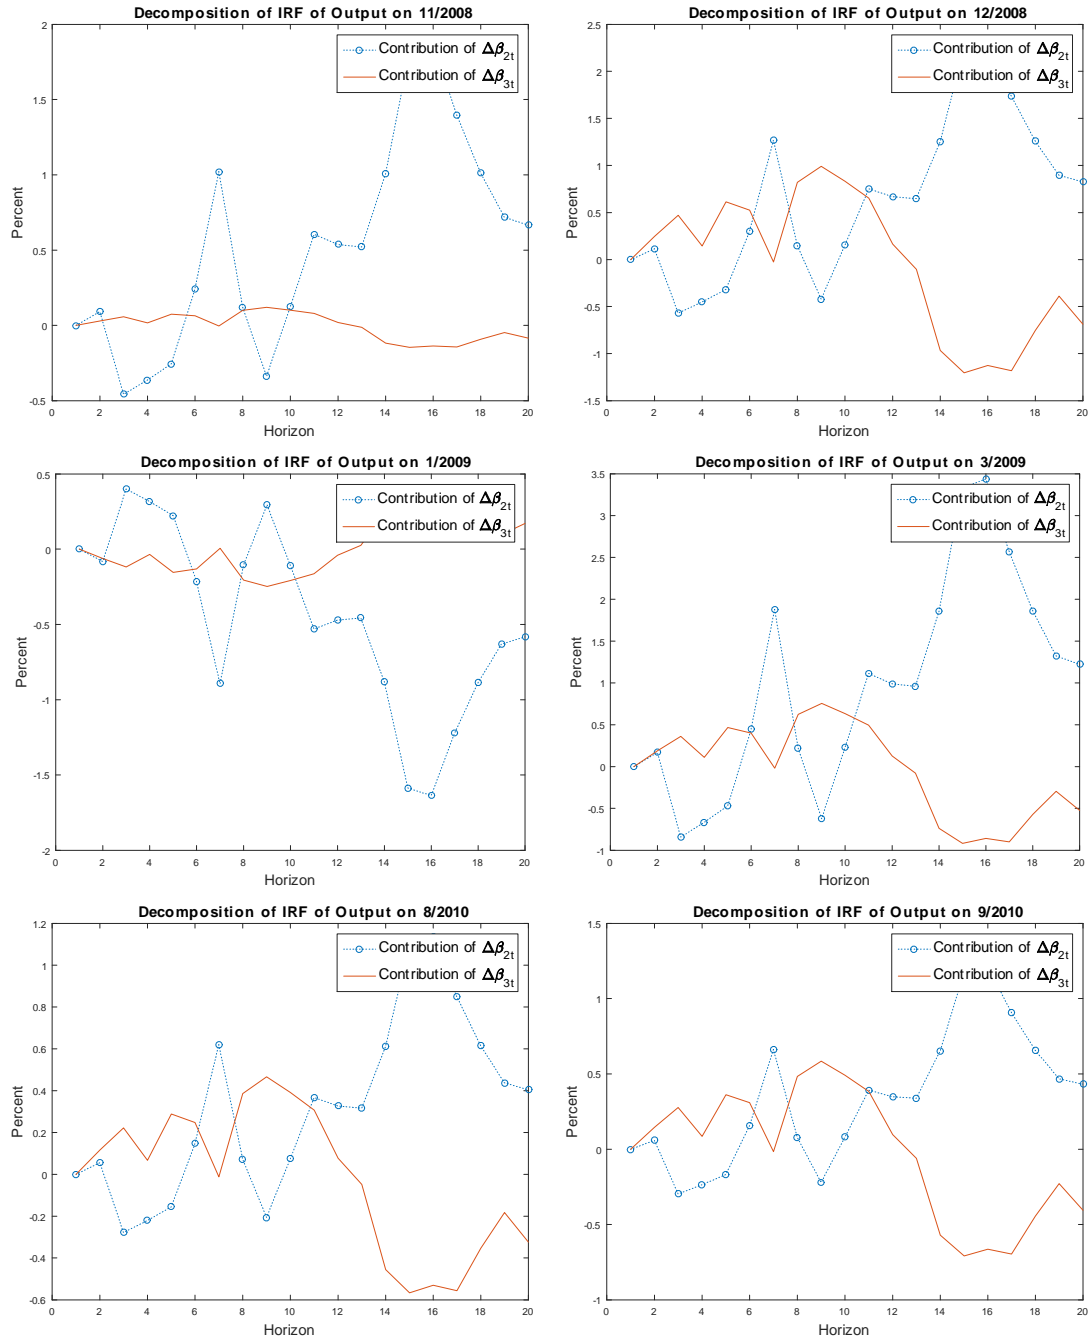 Decomposition of IRF of Output on 11/2008
2
1.5
1
0.5
0
-0.5
Percent
Contribution of Δβ2t
Contribution of Δβ3t
0 2 4 6 8 10 12 14 16 18 20
Horizon
Decomposition of IRF of Output on 12/2008
2.5
2
1.5
1
0.5
0
-0.5
-1
-1.5
Percent
Contribution of Δβ2t
Contribution of Δβ3t
0 2 4 6 8 10 12 14 16 18 20
Horizon
Decomposition of IRF of Output on 1/2009
0.5
0
-0.5
-1
-1.5
-2
Percent
Contribution of Δβ2t
Contribution of Δβ3t
0 2 4 6 8 10 12 14 16 18 20
Horizon
Decomposition of IRF of Output on 3/2009
3.5
3
2.5
2
1.5
1
0.5
0
-0.5
-1
Percent
Contribution of Δβ2t
Contribution of Δβ3t
0 2 4 6 8 10 12 14 16 18 20
Horizon
Decomposition of IRF of Output on 8/2010
1.2
1
0.8
0.6
0.4
0.2
0
-0.2
-0.4
-0.6
Percent
Contribution of Δβ2t
Contribution of Δβ3t
0 2 4 6 8 10 12 14 16 18 20
Horizon
Decomposition of IRF of Output on 9/2010
1.5
1
0.5
0
-0.5
-1
Percent
Contribution of Δβ2t
Contribution of Δβ3t
0 2 4 6 8 10 12 14 16 18 20
Horizon